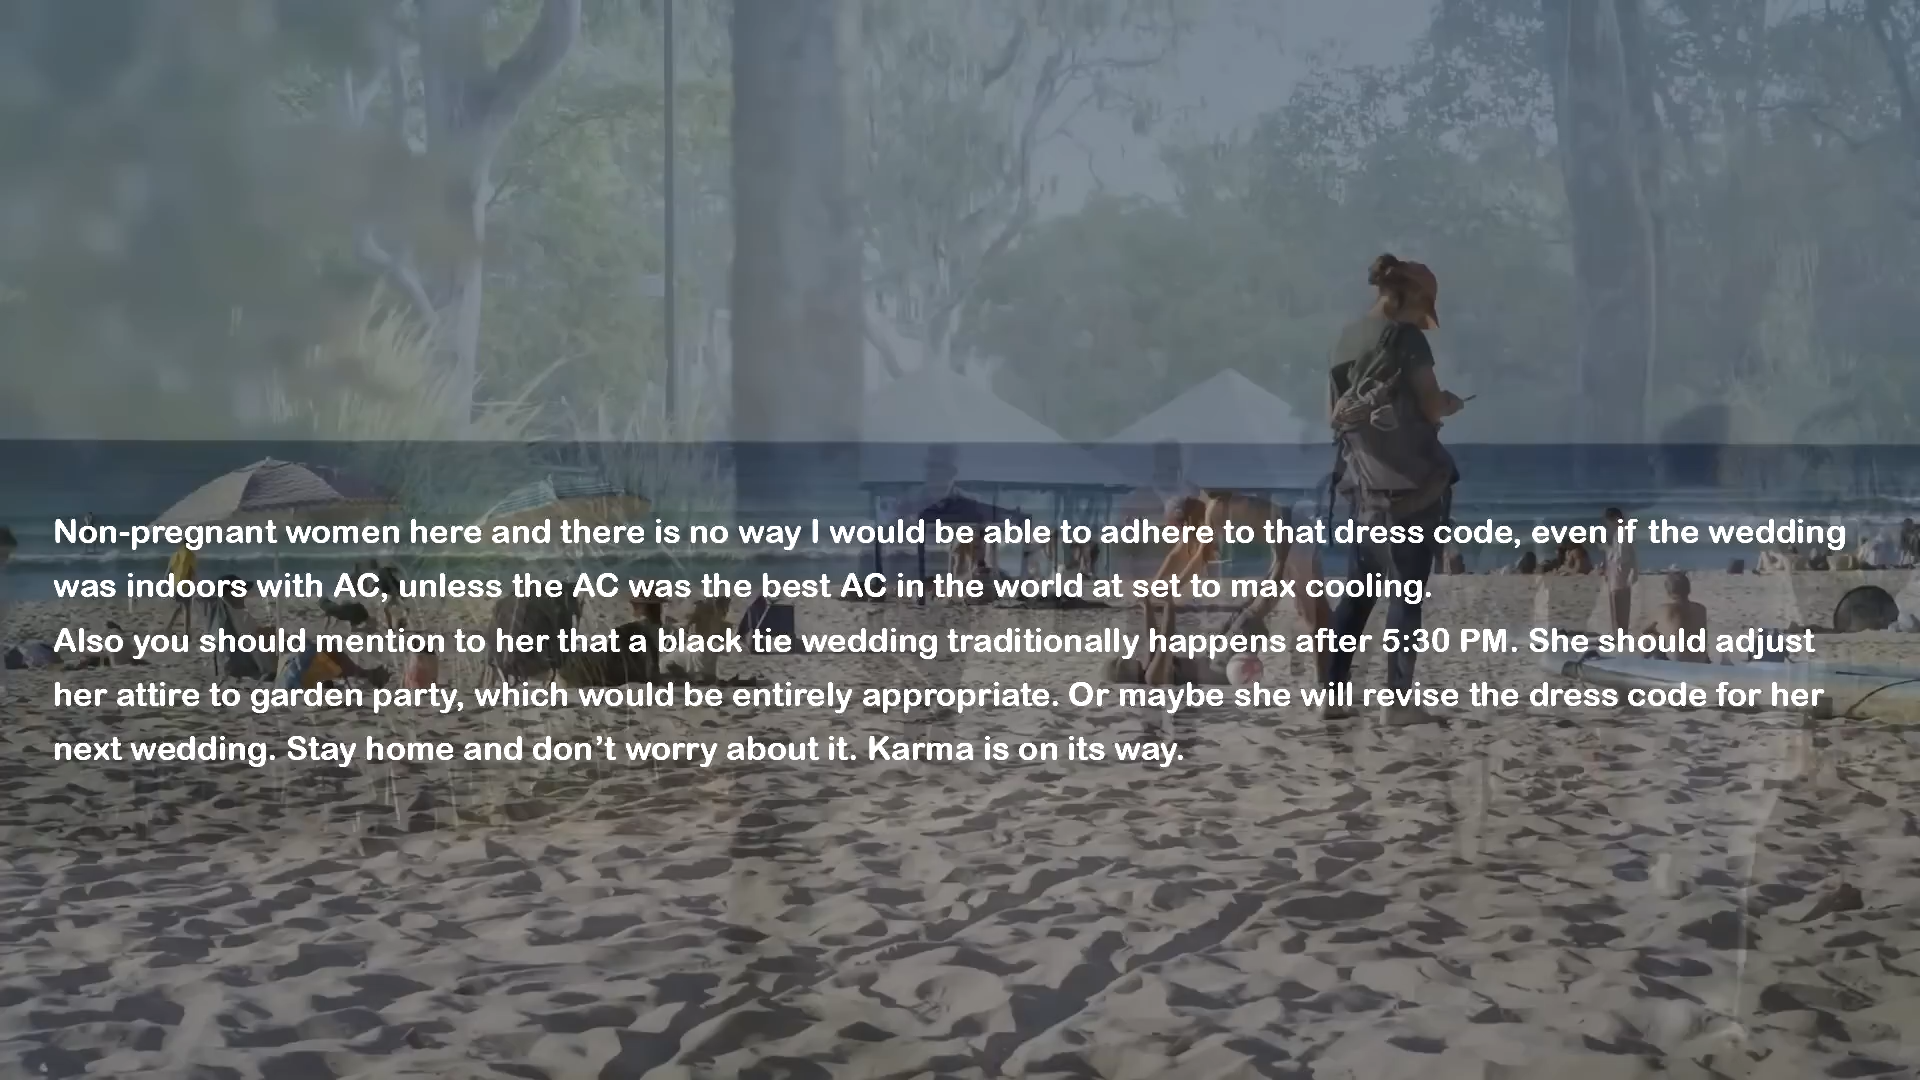 Non-pregnant women here and there is no way I would be able to adhere to that dress code, even if the wedding
was indoors with AC, unless the AC was the best AC in the world at set to max cooling.
Also you should mention to her that a black tie wedding traditionally happens after 5:30 PM. She should adjust
her attire to garden party, which would be entirely appropriate. Or maybe she will revise the dress code for her
next wedding. Stay home and don’t worry about it. Karma is on its way.